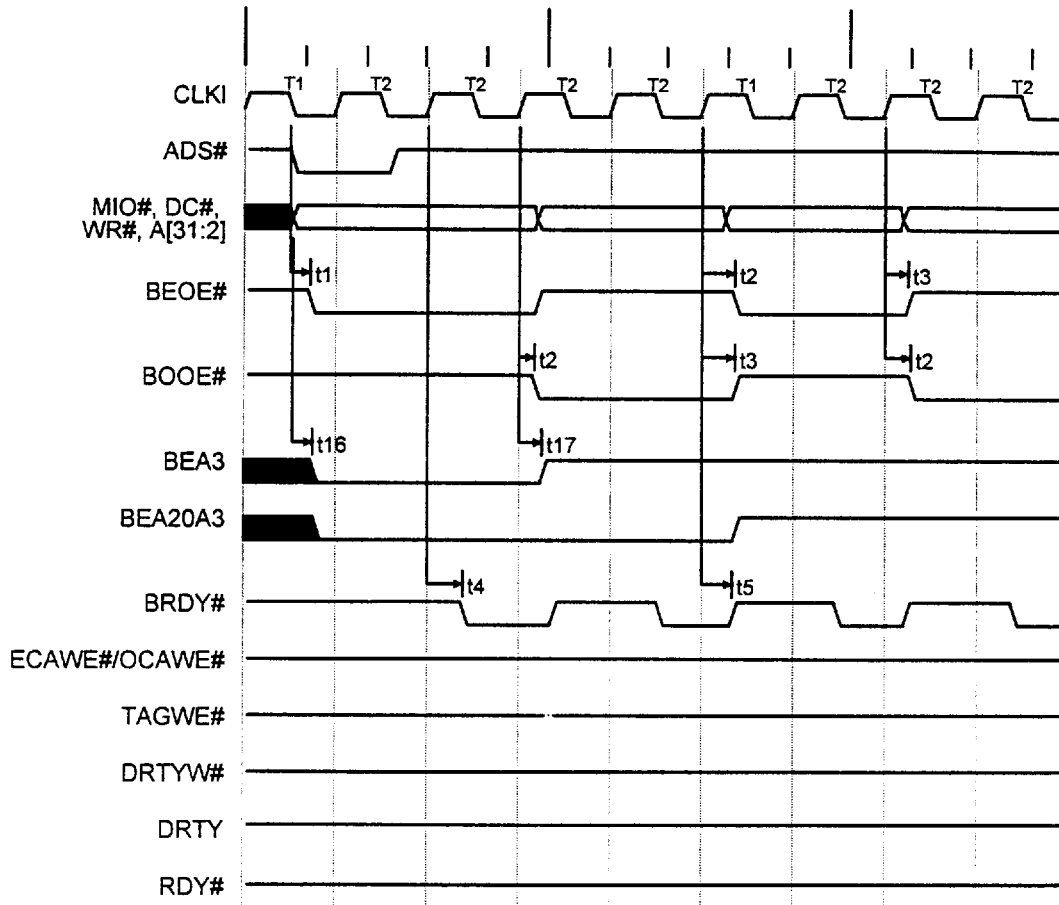 T1 T2 T2 T2 T2 T1 T2 T2 T2
CLKI
ADS#
MIO#, DC#,
WR#, A[31:2]
t1 t2 t3
BEOE#
t2 t3 t2
BOOE#
t16 t17
BEA3
BEA20A3
t4 t5
BRDY#
ECAWE#/OCAWE#
TAGWE#
DRTYW#
DRTY
RDY#